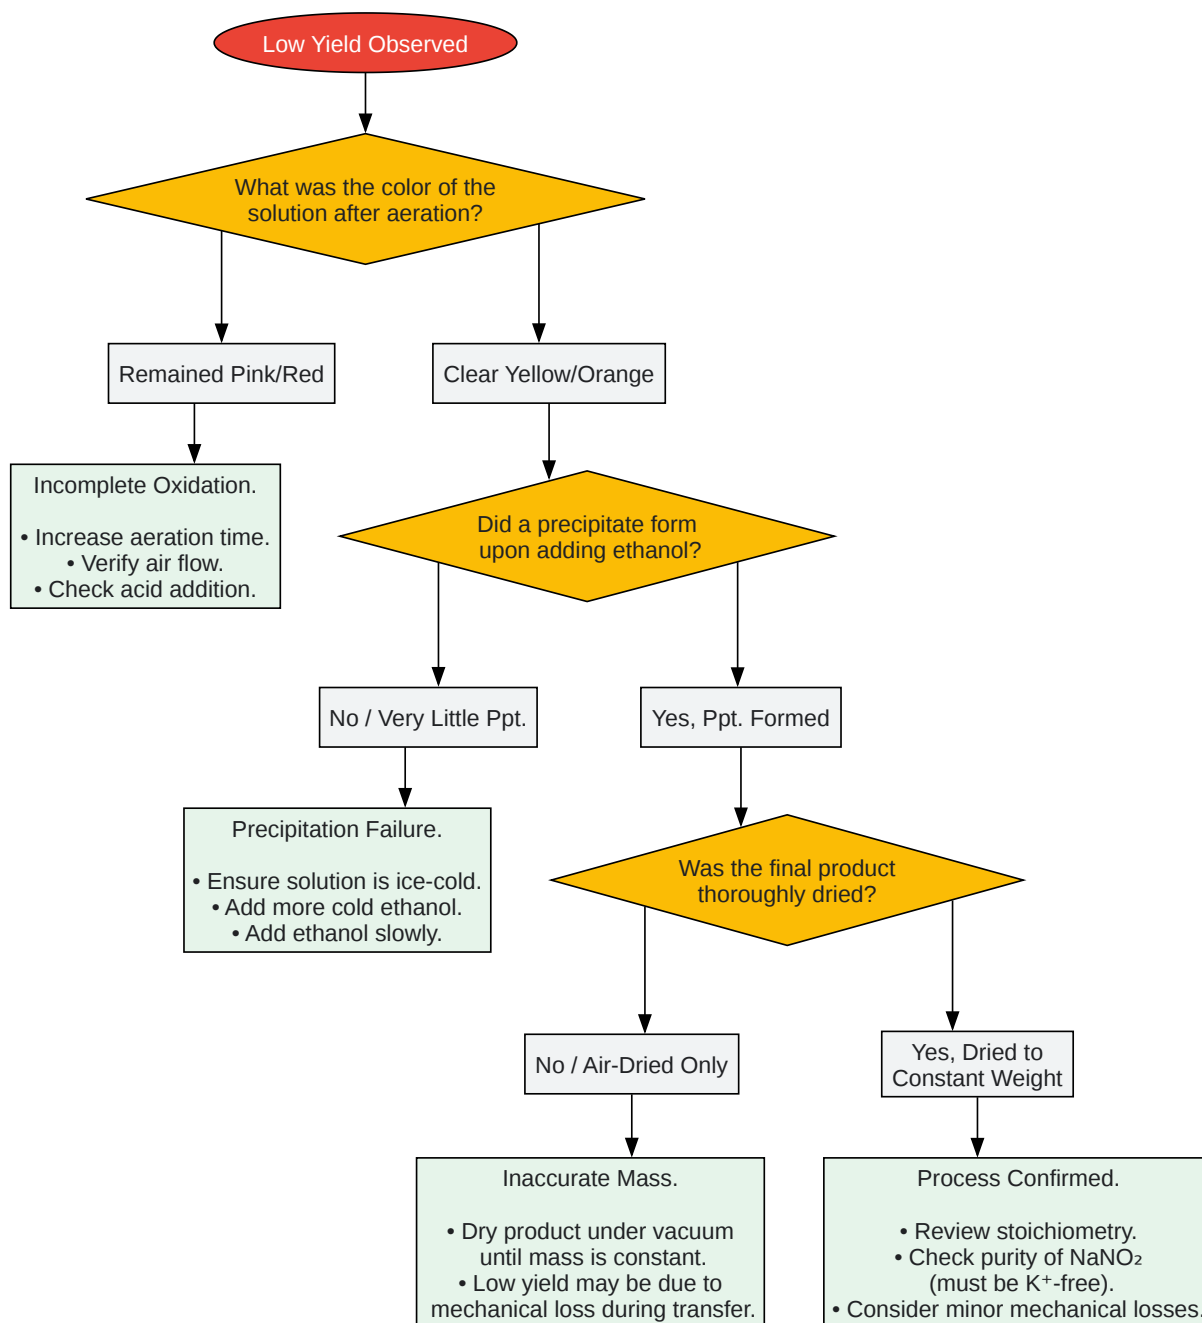 Low Yield Observed
What was the color of the
solution after aeration?
Remained Pink/Red
Clear Yellow/Orange
Incomplete Oxidation.
• Increase aeration time.
• Verify air flow.
• Check acid addition.
Did a precipitate form
upon adding ethanol?
No / Very Little Ppt.
Yes, Ppt. Formed
Precipitation Failure.
• Ensure solution is ice-cold.
• Add more cold ethanol.
• Add ethanol slowly.
Was the final product
thoroughly dried?
No / Air-Dried Only
Yes, Dried to
Constant Weight
Inaccurate Mass.
• Dry product under vacuum
until mass is constant.
• Low yield may be due to
mechanical loss during transfer.
Process Confirmed.
• Review stoichiometry.
• Check purity of NaNO₂
(must be K⁺-free).
• Consider minor mechanical losses.